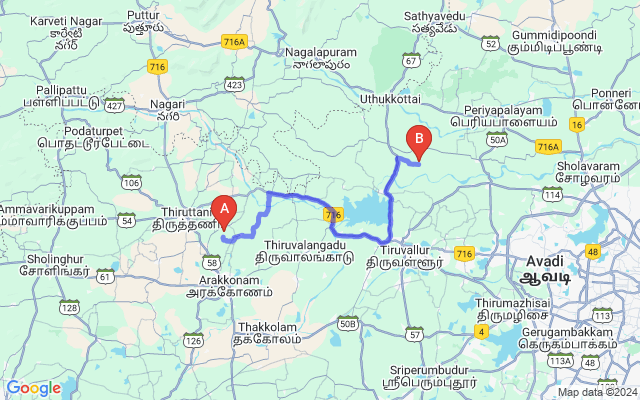 Karveti Nagar
కార్వేటి
నగర్
Puttur
புத்தூர்
Sathyavedu
సత్యవేడు
Gummidipoondi
கும்மிடிப்பூண்டி
52
716A
Nagalapuram
నాగలాపురం
67
716
423
Pallipattu
பள்ளிப்பட்டு
427
Nagari
నగరి
Uthukkottai
Ponneri
பொன்னே
Periyapalayam
பெரியபாளையம்
16
Podaturpet
பொதட்டூர்பேட்டை
B
50A
716A
Sholavaram
சோழவரம்
106
Ammavarikuppam
ம்மாவாரிக்குப்பம்
54
Thiruttani
திருத்தணி
A
716
Thiruvalangadu
திருவாலங்காடு
Tiruvallur
திருவள்ளூர்
716
Avadi
ஆவடி
48
Sholinghur
சோளிங்கர்
58
Arakkonam
அரக்கோணம்
128
Thirumazhisai
திருமழிசை
48
Thakkolam
தக்கோலம்
50B
57
4
Gerugambakkam
கெருகம்பாக்கம்
126
Sriperumbudur
ஸ்ரீபெரும்புதூர்
113A
113A
Google
Map data ©2024